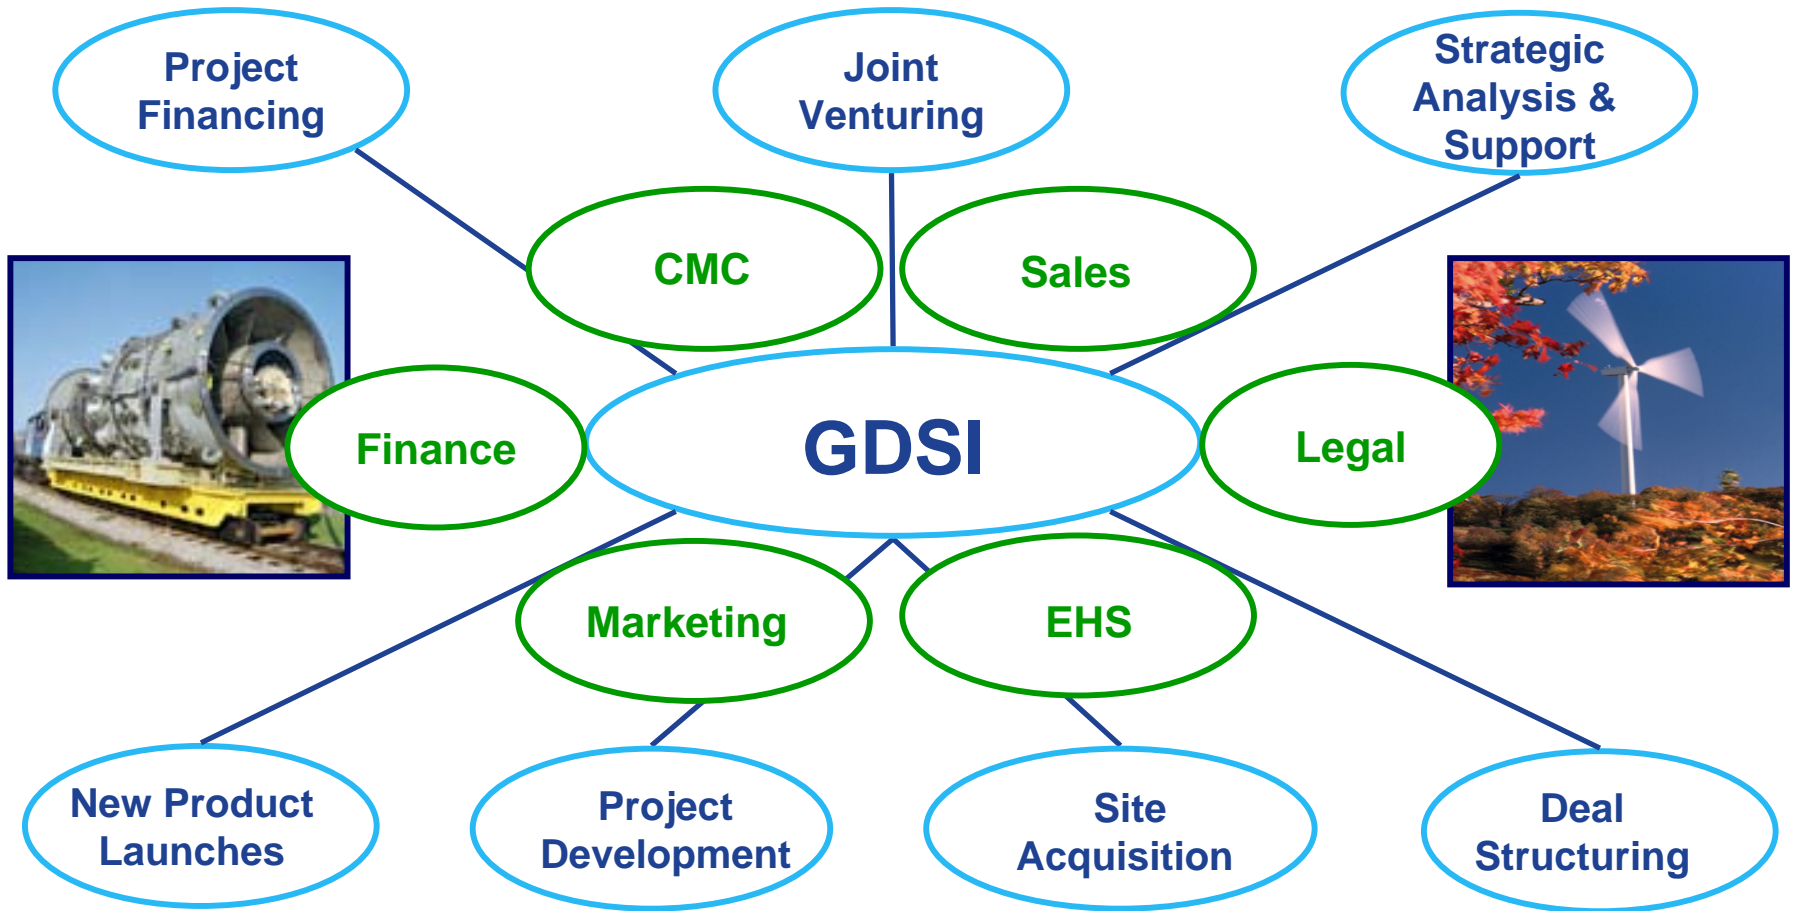 Project
Financing
Joint
Venturing
Strategic
Analysis &
Support
CMC
Sales
Finance
GDSI
Legal
Marketing
EHS
New Product
Launches
Project
Development
Site
Acquisition
Deal
Structuring